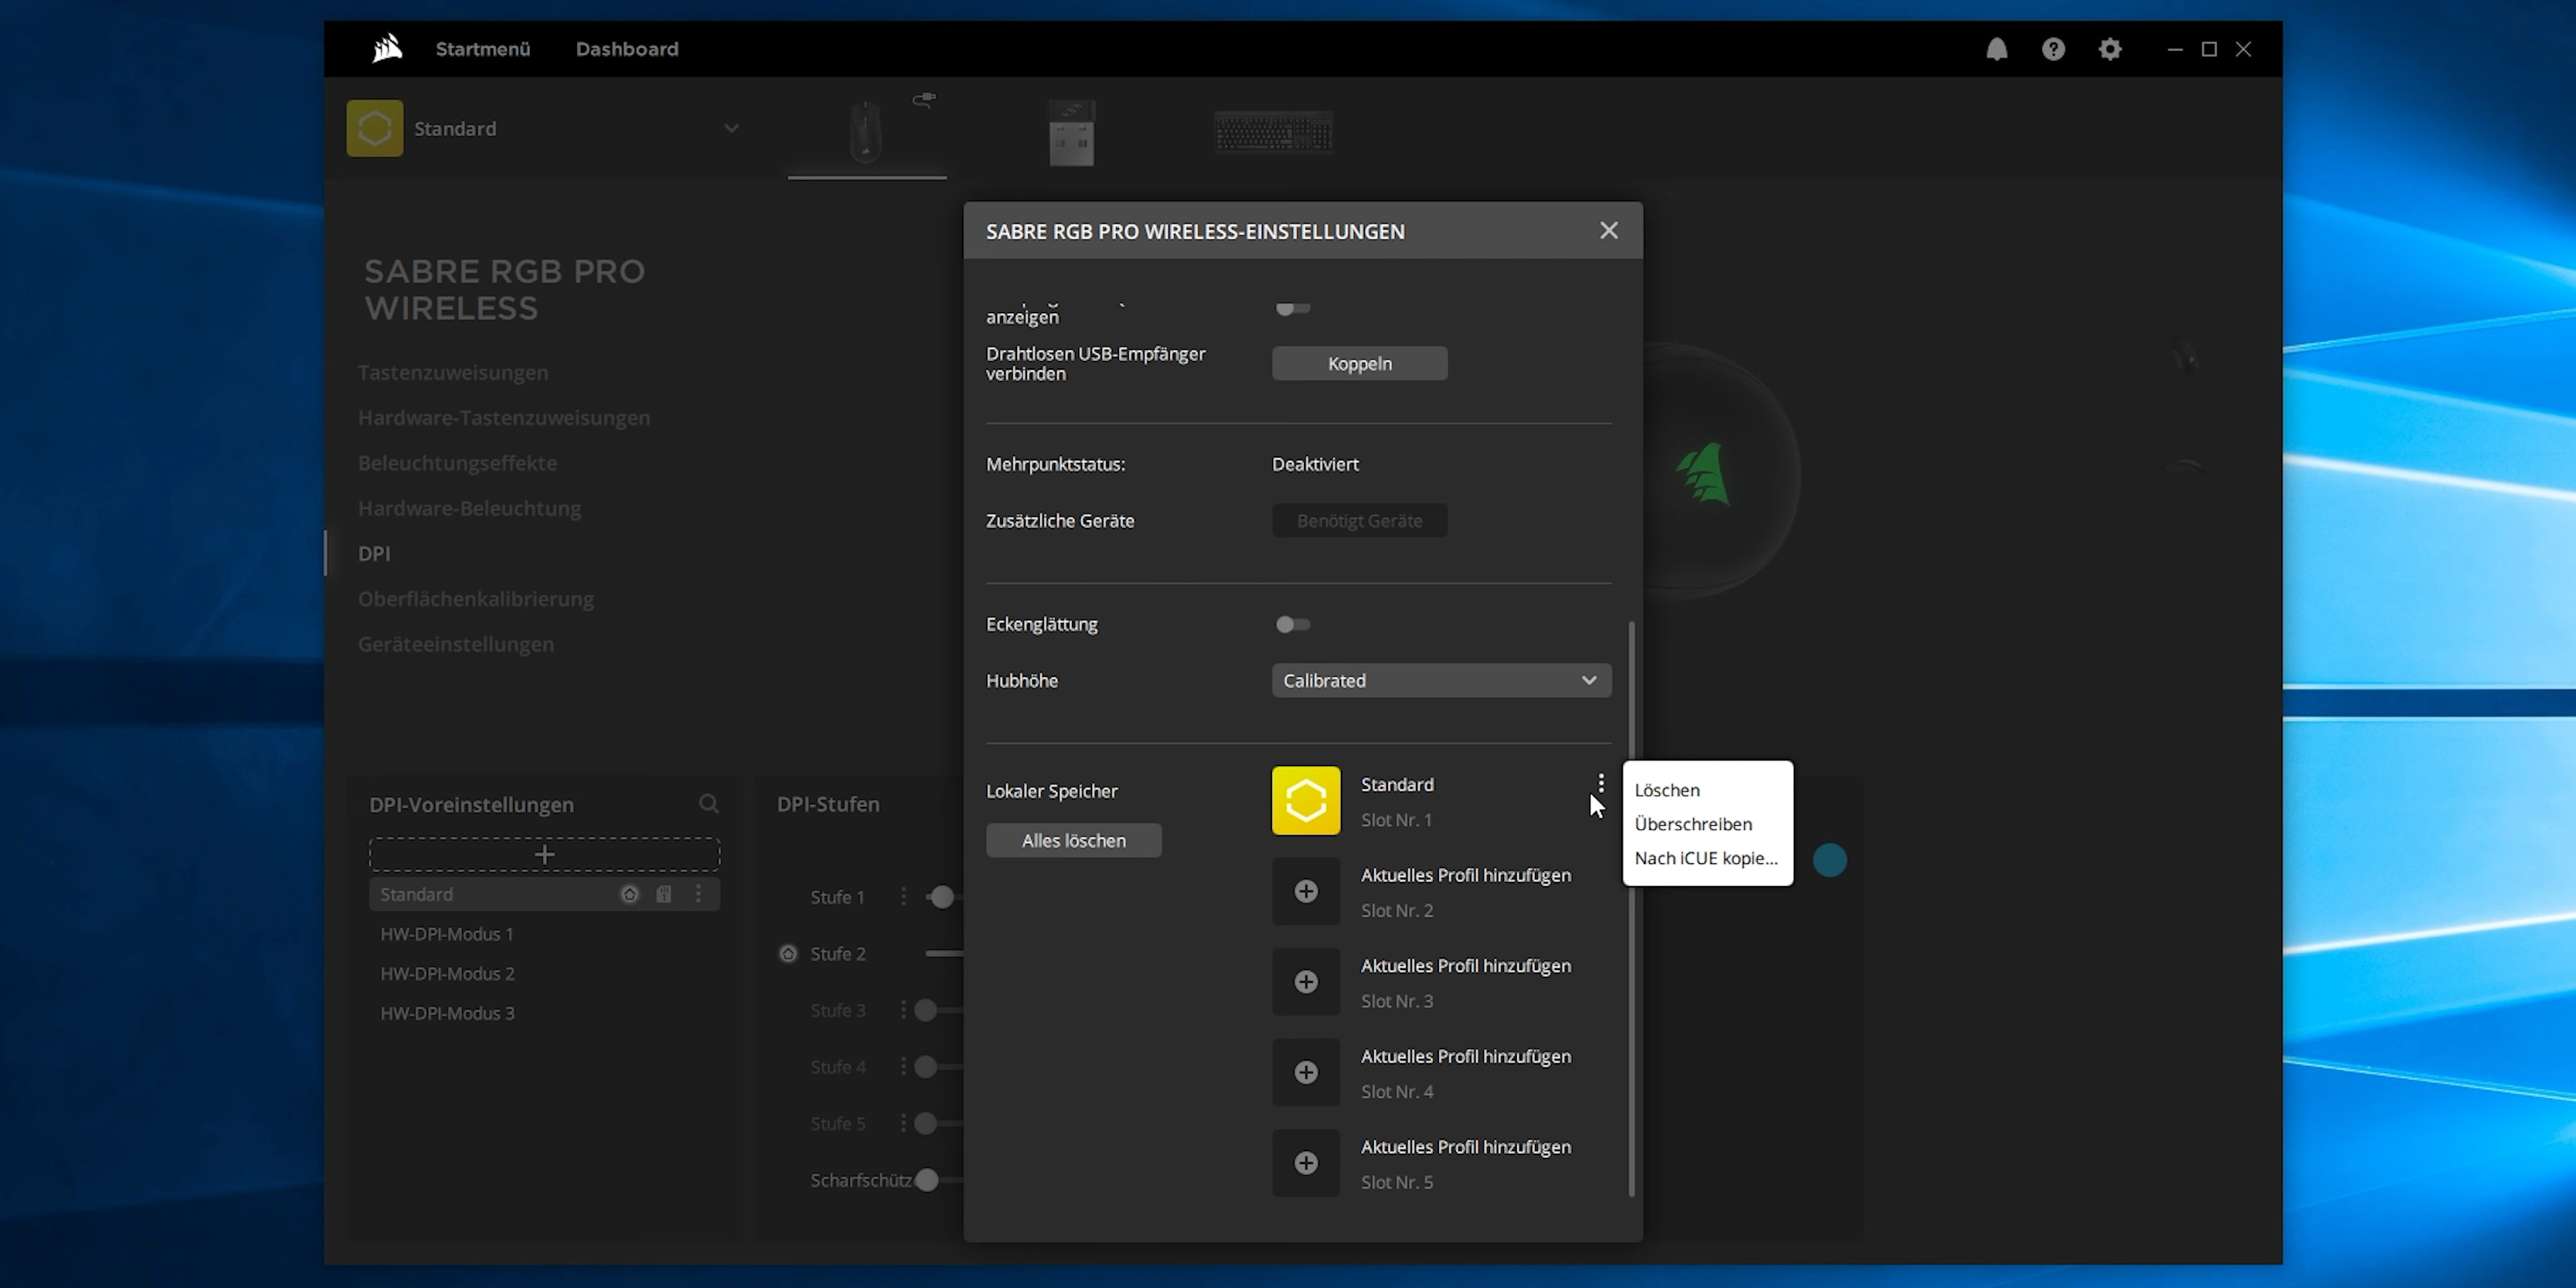 Startmenü
Dashboard
Standard
SABRE RGB PRO
WIRELESS
Tastenzuweisungen
Hardware-Tastenzuweisungen
Beleuchtungseffekte
Hardware-Beleuchtung
DPI
Oberflächenkalibrierung
Geräteeinstellungen
DPI-Voreinstellungen
Standard
HW-DPI-Modus 1
HW-DPI-Modus 2
HW-DPI-Modus 3
DPI-Stufen
Stufe 1
Stufe 2
Stufe 3
Stufe 4
Stufe 5
Scharfschütz
SABRE RGB PRO WIRELESS-EINSTELLUNGEN
anzeigen
Drahtlosen USB-Empfänger
verbinden
Koppeln
Mehrpunktstatus:
Deaktiviert
Zusätzliche Geräte
Benötigt Geräte
Eckenglättung
Hubhöhe
Calibrated
Lokaler Speicher
Alles löschen
Standard
Slot Nr. 1
Aktuelles Profil hinzufügen
Slot Nr. 2
Aktuelles Profil hinzufügen
Slot Nr. 3
Aktuelles Profil hinzufügen
Slot Nr. 4
Aktuelles Profil hinzufügen
Slot Nr. 5
Löschen
Überschreiben
Nach iCUE kopie...